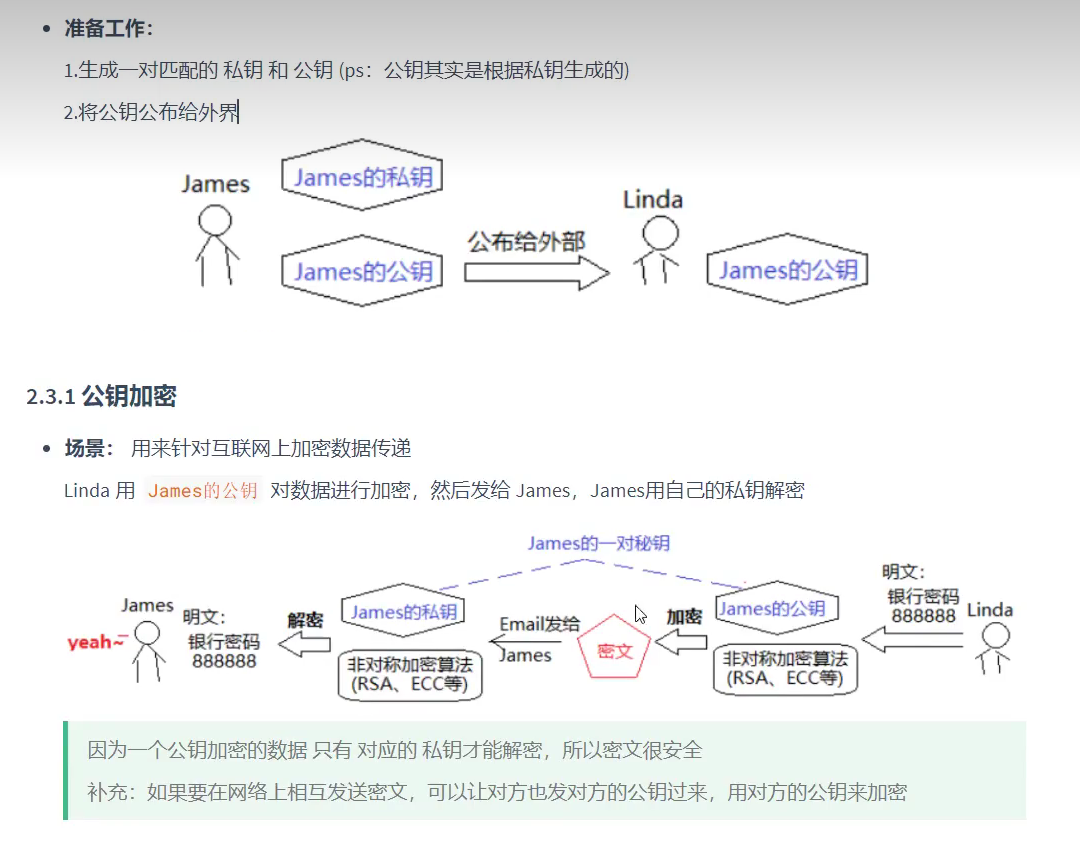 准备工作：
1.生成一对匹配的 私钥 和 公钥 (ps：公钥其实是根据私钥生成的)
2.将公钥公布给外界
James
James的私钥
James的公钥
公布给外部
Linda
James的公钥
2.3.1 公钥加密
场景： 用来针对互联网上加密数据传递
Linda 用 James的公钥 对数据进行加密，然后发给 James，James用自己的私钥解密
James的一对秘钥
James
yeah~
明文：
银行密码
888888
解密
James的私钥
非对称加密算法
(RSA、ECC等)
Email发给
James
密文
加密
James的公钥
非对称加密算法
(RSA、ECC等)
明文：
银行密码
888888
Linda
因为一个公钥加密的数据 只有 对应的 私钥才能解密，所以密文很安全
补充：如果要在网络上相互发送密文，可以让对方也发对方的公钥过来，用对方的公钥来加密